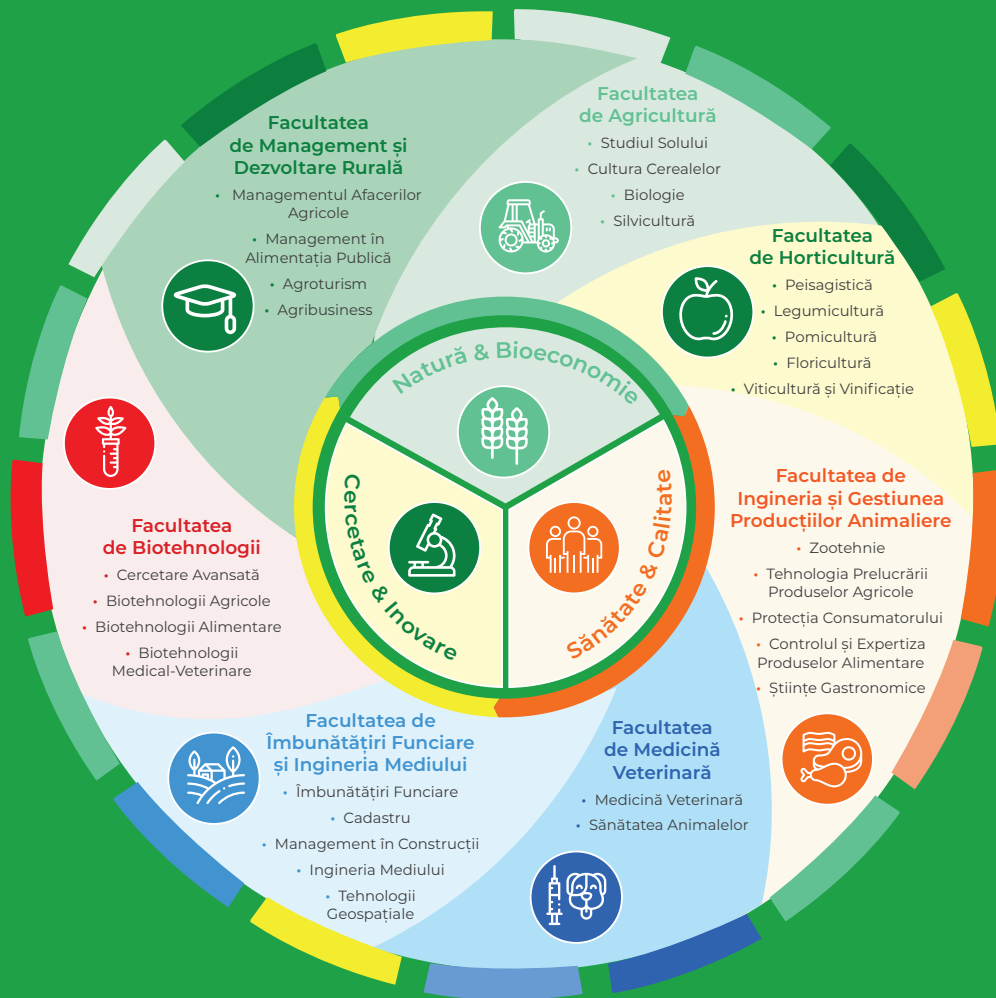 Facultatea
de Management și
Dezvoltare Rurală
• Managementul Afacerilor
Agricole
• Management în
Alimentația Publică
• Agroturism
• Agribusiness
Facultatea
de Agricultură
• Studiul Solului
• Cultura Cerealelor
• Biologie
• Silvicultură
Facultatea
de Horticultură
• Peisagistică
• Legumicultură
• Pomicultură
• Floricultură
• Viticultură și Vinificație
Natură & Bioeconomie
Cercetare & Inovare
Sănătate & Calitate
Facultatea de
Ingineria și Gestiunea
Producțiilor Animaliere
• Zootehnie
• Tehnologia Prelucrării
Produselor Agricole
• Protecția Consumatorului
• Controlul și Expertiza
Produselor Alimentare
• Științe Gastronomice
Facultatea
de Biotehnologii
• Cercetare Avansată
• Biotehnologii Agricole
• Biotehnologii Alimentare
• Biotehnologii
Medical-Veterinare
Facultatea de
Îmbunătățiri Funciare
și Ingineria Mediului
• Îmbunătățiri Funciare
• Cadastru
• Management în Construcții
• Ingineria Mediului
• Tehnologii
Geospațiale
Facultatea
de Medicină
Veterinară
• Medicină Veterinară
• Sănătatea Animalelor